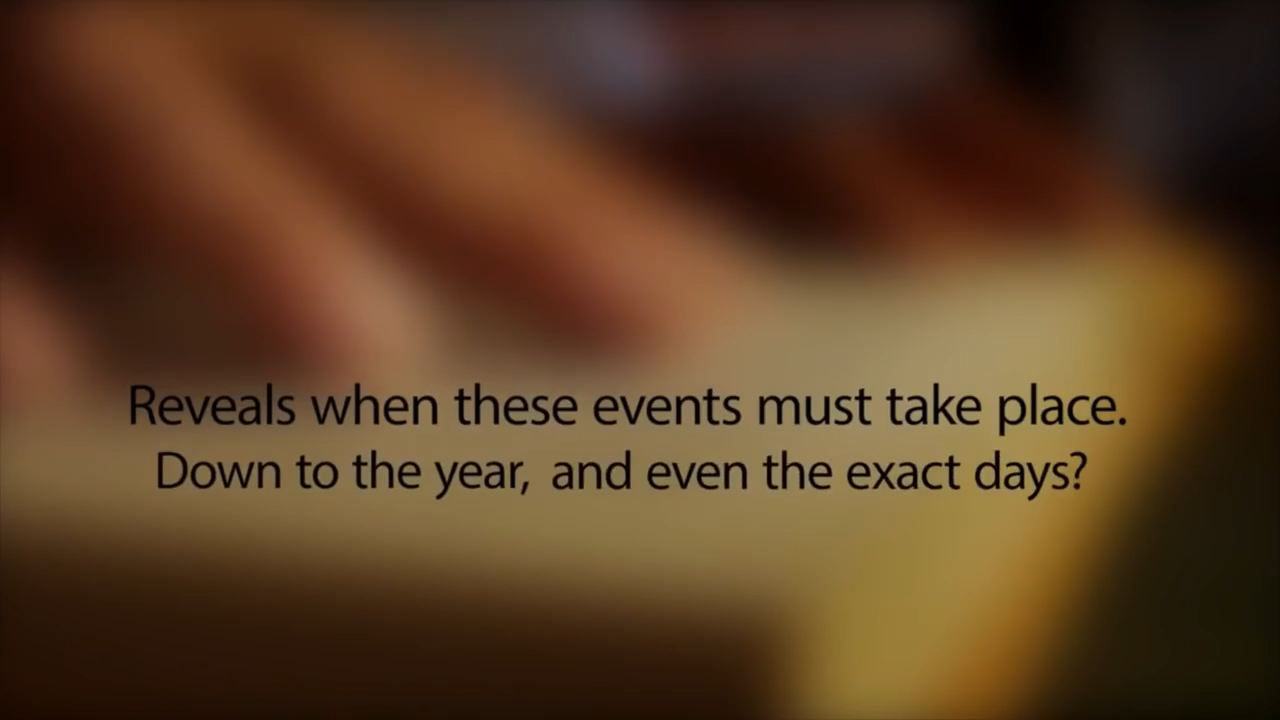 Reveals when these events must take place.
Down to the year, and even the exact days?